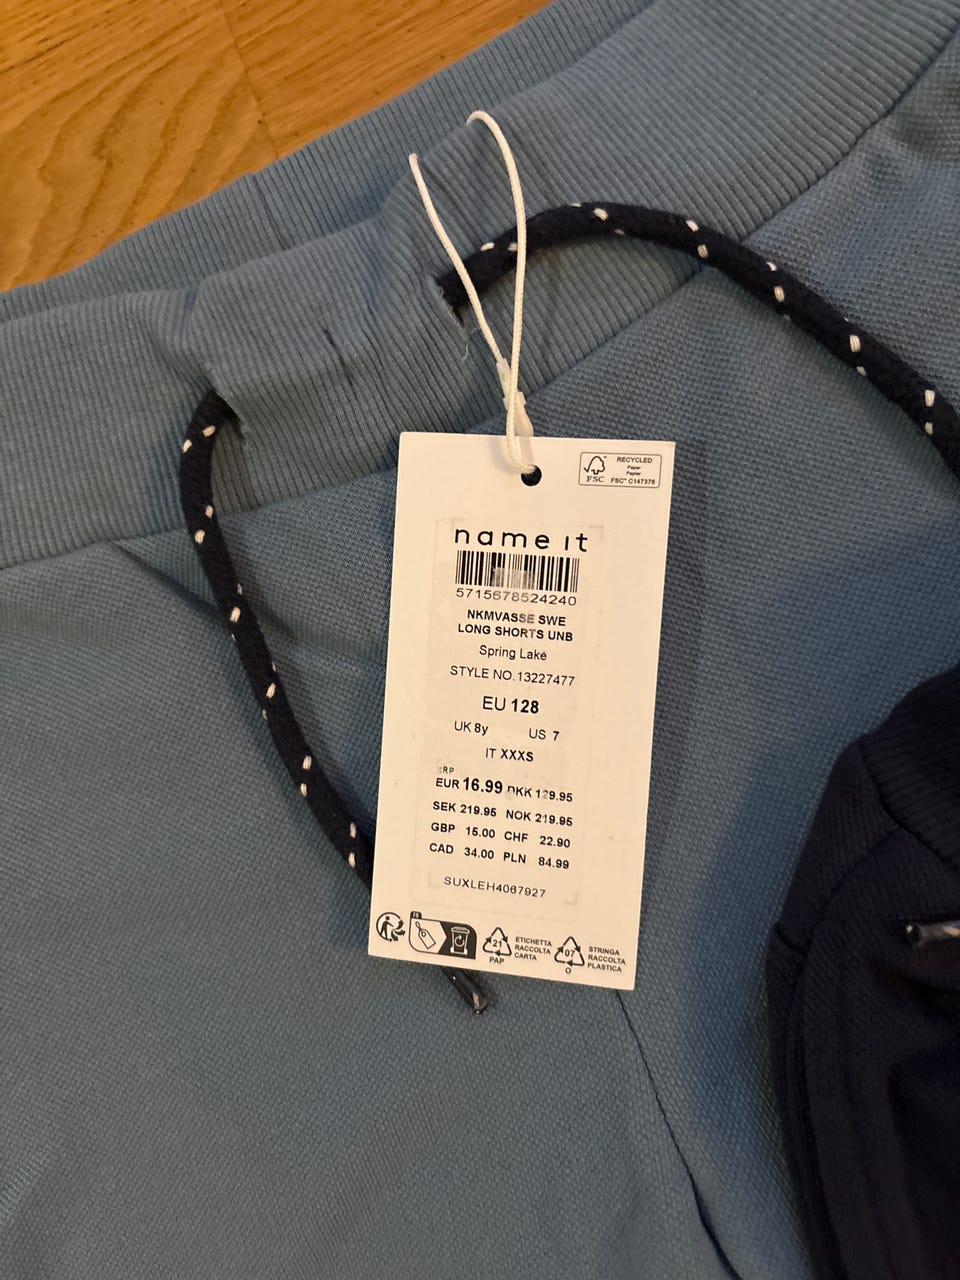 RECYCLED
Paper
Papier
FSC™ C147376
FSC
name it
5715678524240
NKMVASSE SWE
LONG SHORTS UNB
Spring Lake
STYLE NO.13227477
EU 128
UK 8y US 7
IT XXXS
RRP
EUR 16.99 DKK 129.95
SEK 219.95 NOK 219.95
GBP 15.00 CHF 22.90
CAD 34.00 PLN 84.99
SUXLEH4067927
FR
21
PAP
ETICHETTA
RACCOLTA
CARTA
07
O
STRINGA
RACCOLTA
PLASTICA